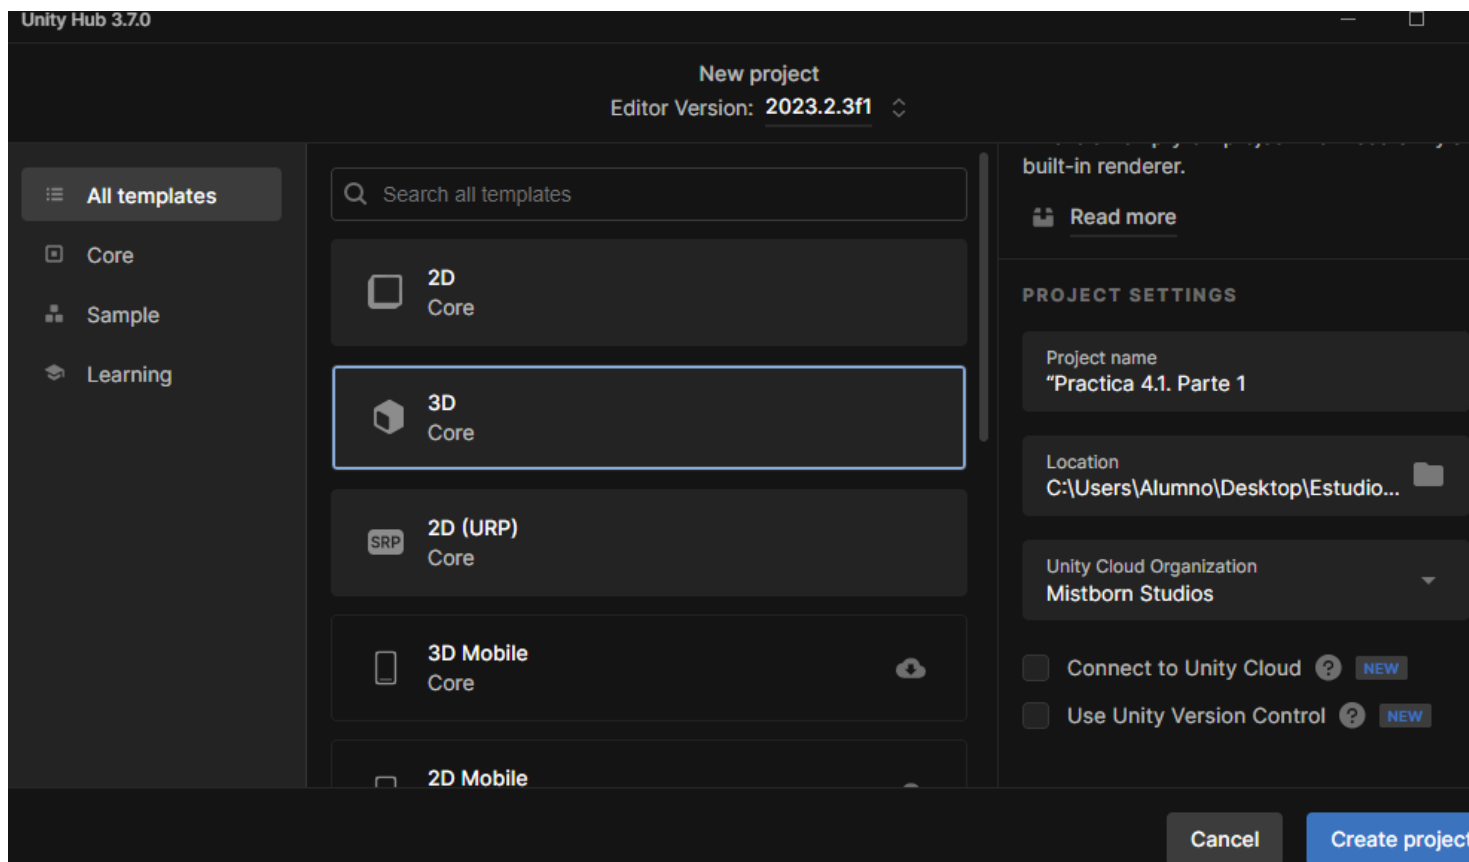 Unity Hub 3.7.0
New project
Editor Version: 2023.2.3f1
All templates
Core
Sample
Learning
Search all templates
2D
Core
3D
Core
SRP
2D (URP)
Core
3D Mobile
Core
2D Mobile
built-in renderer.
Read more
PROJECT SETTINGS
Project name
“Practica 4.1. Parte 1
Location
C:\Users\Alumno\Desktop\Estudio...
Unity Cloud Organization
Mistborn Studios
Connect to Unity Cloud ? NEW
Use Unity Version Control ? NEW
Cancel
Create project